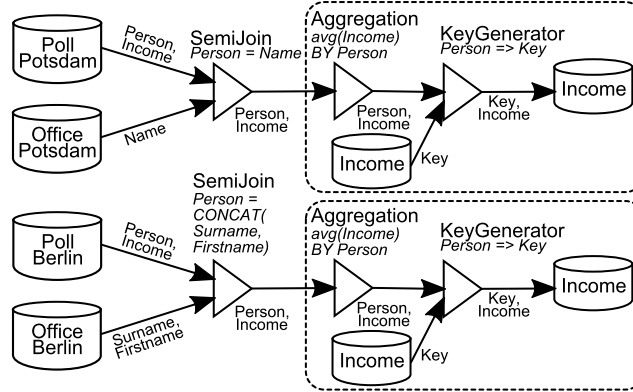 Poll
Potsdam
Person,
Income
SemiJoin
Person = Name
Office
Potsdam
Name
Person,
Income
Aggregation
avg(Income)
BY Person
Person,
Income
Income
Key
KeyGenerator
Person => Key
Key,
Income
Income
Poll
Berlin
Person,
Income
SemiJoin
Person =
CONCAT(
Surname,
Firstname)
Office
Berlin
Surname,
Firstname
Person,
Income
Aggregation
avg(Income)
BY Person
Person,
Income
Income
Key
KeyGenerator
Person => Key
Key,
Income
Income